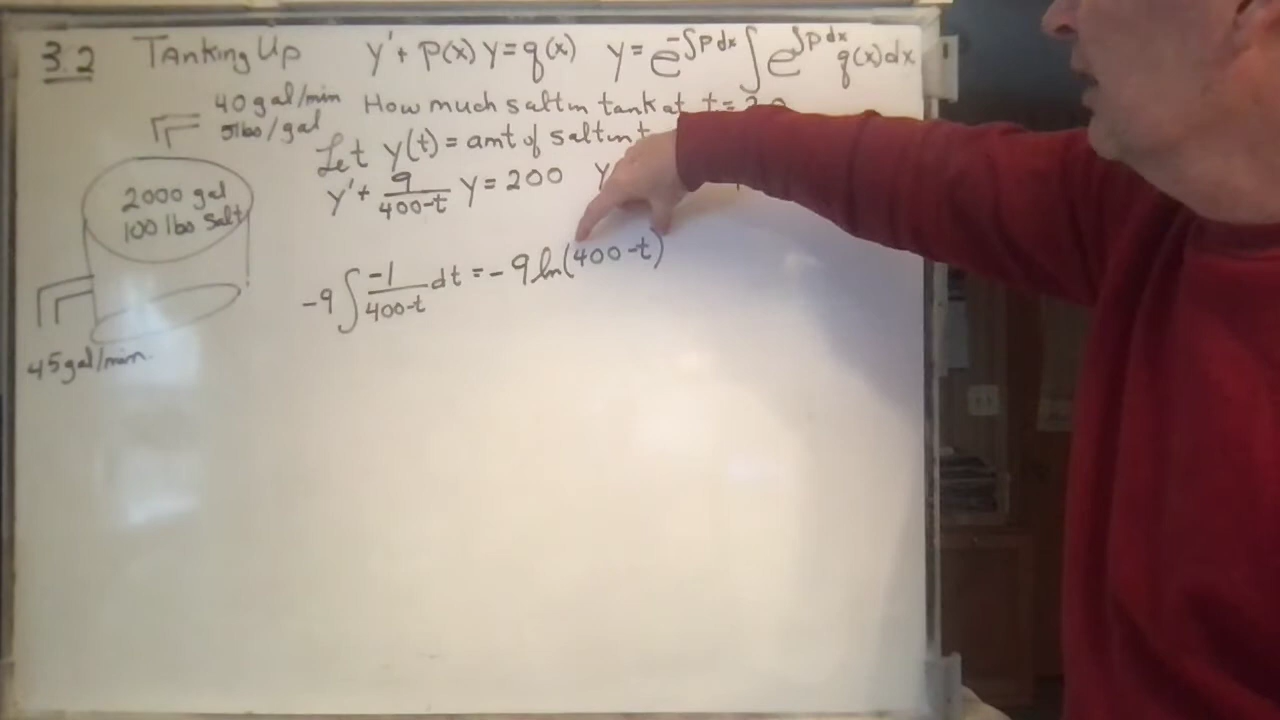 3.2 Tanking Up y' + p(x) y = q(x) y = e^{-∫p dx} ∫ e^{∫p dx} q(x) dx
40 gal/min How much salt in tank at t =
5 lbs/gal
Let y(t) = amt of salt in t
2000 gal
100 lbs salt
y' + 9/(400-t) y = 200 y
-9 ∫ -1/(400-t) dt = -9 ln(400-t)
45 gal/min.